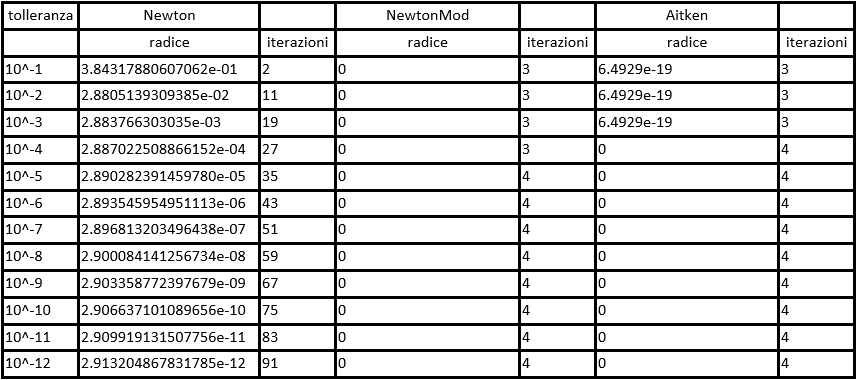 tolleranza Newton NewtonMod Aitken
radice iterazioni radice iterazioni radice iterazioni
10^-1 3.84317880607062e-01 2 0 3 6.4929e-19 3
10^-2 2.8805139309385e-02 11 0 3 6.4929e-19 3
10^-3 2.883766303035e-03 19 0 3 6.4929e-19 3
10^-4 2.887022508866152e-04 27 0 3 0 4
10^-5 2.890282391459780e-05 35 0 4 0 4
10^-6 2.893545954951113e-06 43 0 4 0 4
10^-7 2.896813203496438e-07 51 0 4 0 4
10^-8 2.900084141256734e-08 59 0 4 0 4
10^-9 2.903358772397679e-09 67 0 4 0 4
10^-10 2.906637101089656e-10 75 0 4 0 4
10^-11 2.909919131507756e-11 83 0 4 0 4
10^-12 2.913204867831785e-12 91 0 4 0 4